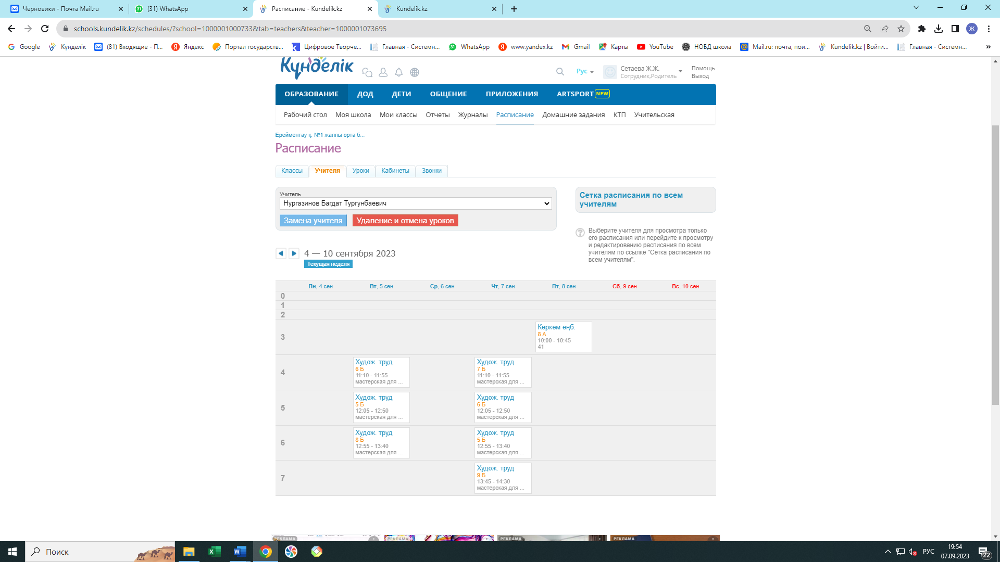 Черновики - Почта Mail.ru
(31) WhatsApp
Расписание - Kundelik.kz
Kundelik.kz
schools.kundelik.kz/schedules/?school=1000001000733&tab=teachers&teacher=1000001073695
Ж
Google
Күнделік
(81) Входящие - П...
Яндекс
Портал государств...
Цифровое Творче...
Главная - Системн...
WhatsApp
www.yandex.kz
Gmail
Карты
YouTube
НОБД школа
Mail.ru: почта, пои...
Kundelik.kz | Войти...
Главная - Системн...
Күнделік
Рус
Сетаева Ж.Ж.
Сотрудник,Родитель
Помощь
Выход
ОБРАЗОВАНИЕ
ДОД
ДЕТИ
ОБЩЕНИЕ
ПРИЛОЖЕНИЯ
ARTSPORT NEW
Рабочий стол
Моя школа
Мои классы
Отчеты
Журналы
Расписание
Домашние задания
КТП
Учительская
Ерейментау қ. №1 жалпы орта б...
Расписание
Классы
Учителя
Уроки
Кабинеты
Звонки
Учитель
Нургазинов Багдат Тургунбаевич
Замена учителя
Удаление и отмена уроков
Сетка расписания по всем
учителям
Выберите учителя для просмотра только
его расписания или перейдите к просмотру
и редактированию расписания по всем
учителям по ссылке "Сетка расписания по
всем учителям".
4 — 10 сентября 2023
Текущая неделя
Пн, 4 сен
Вт, 5 сен
Ср, 6 сен
Чт, 7 сен
Пт, 8 сен
Сб, 9 сен
Вс, 10 сен
0
1
2
3
Көркем еңб.
8 А
10:00 - 10:45
41
4
Худож. труд
6 Б
11:10 - 11:55
мастерская для ...
Худож. труд
7 Б
11:10 - 11:55
мастерская для ...
5
Худож. труд
5 Б
12:05 - 12:50
мастерская для ...
Худож. труд
6 Б
12:05 - 12:50
мастерская для ...
6
Худож. труд
8 Б
12:55 - 13:40
мастерская для ...
Худож. труд
5 Б
12:55 - 13:40
мастерская для ...
7
Худож. труд
9 Б
13:45 - 14:30
мастерская для ...
РЕКЛАМА
РЕКЛАМА
РЕКЛАМА
РЕКЛАМА
Поиск
РУС
19:54
07.09.2023
22